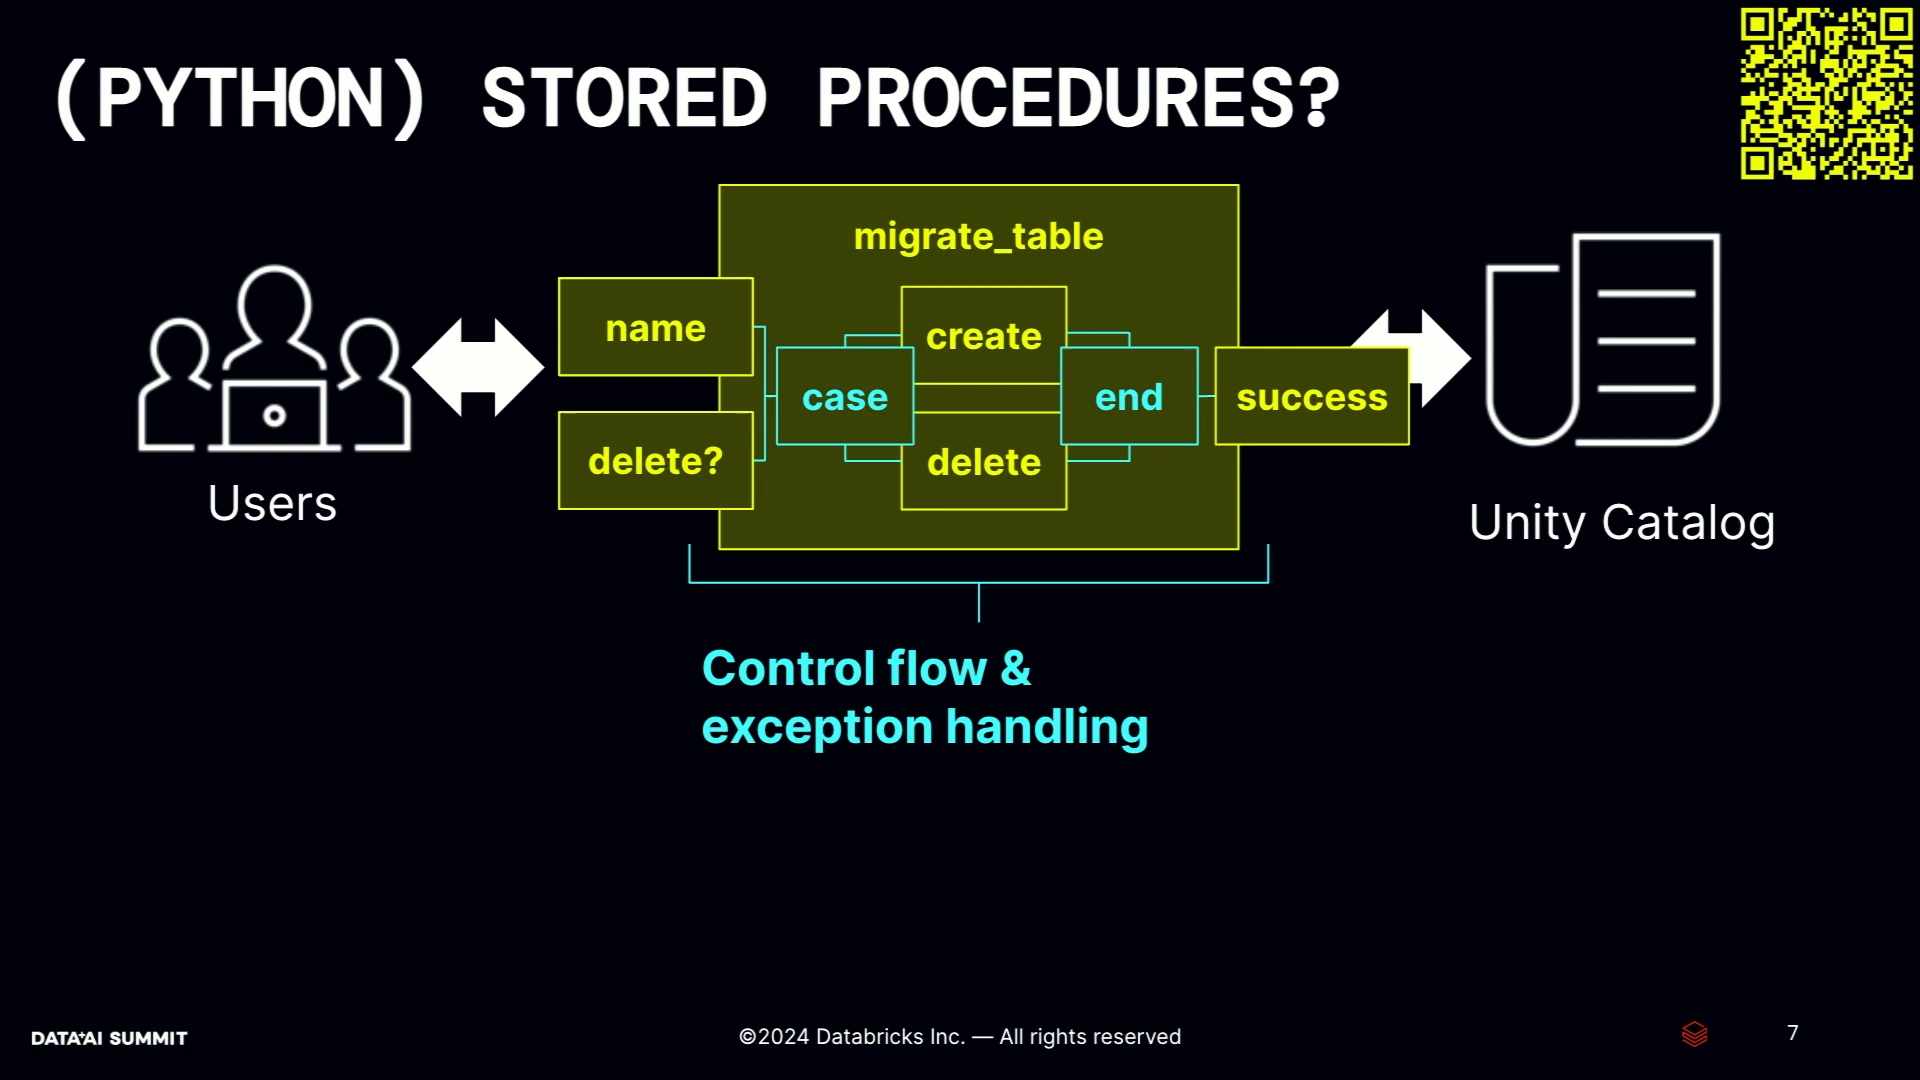 (PYTHON) STORED PROCEDURES?
migrate_table
name
delete?
case
create
delete
end
success
Users
Unity Catalog
Control flow &
exception handling
DATA+AI SUMMIT
©2024 Databricks Inc. — All rights reserved
7